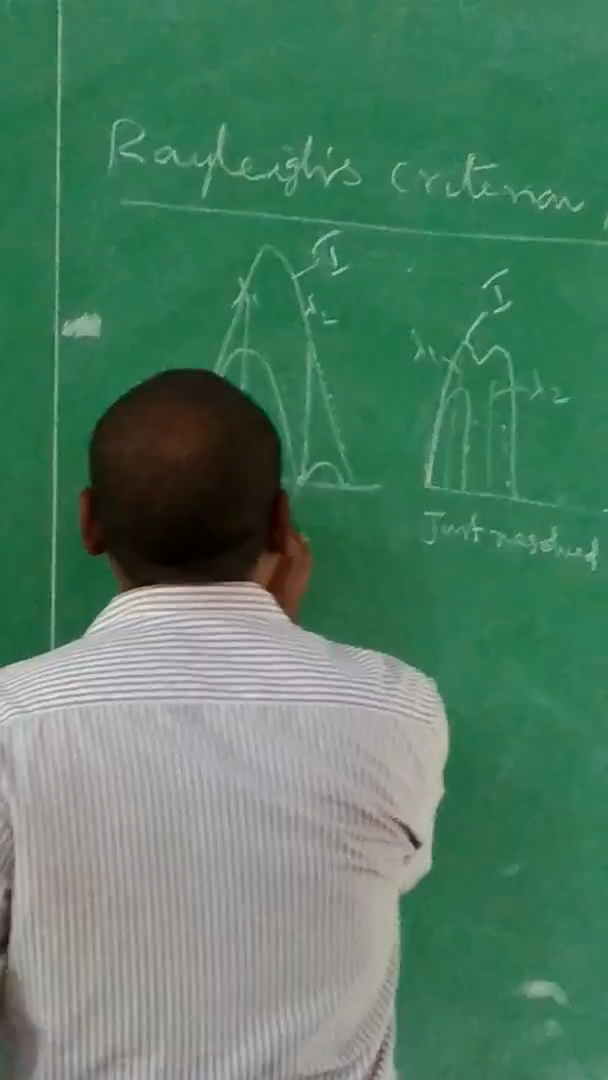 Rayleigh's criterion
I
λ1
λ2
I
λ1
λ2
Just resolved